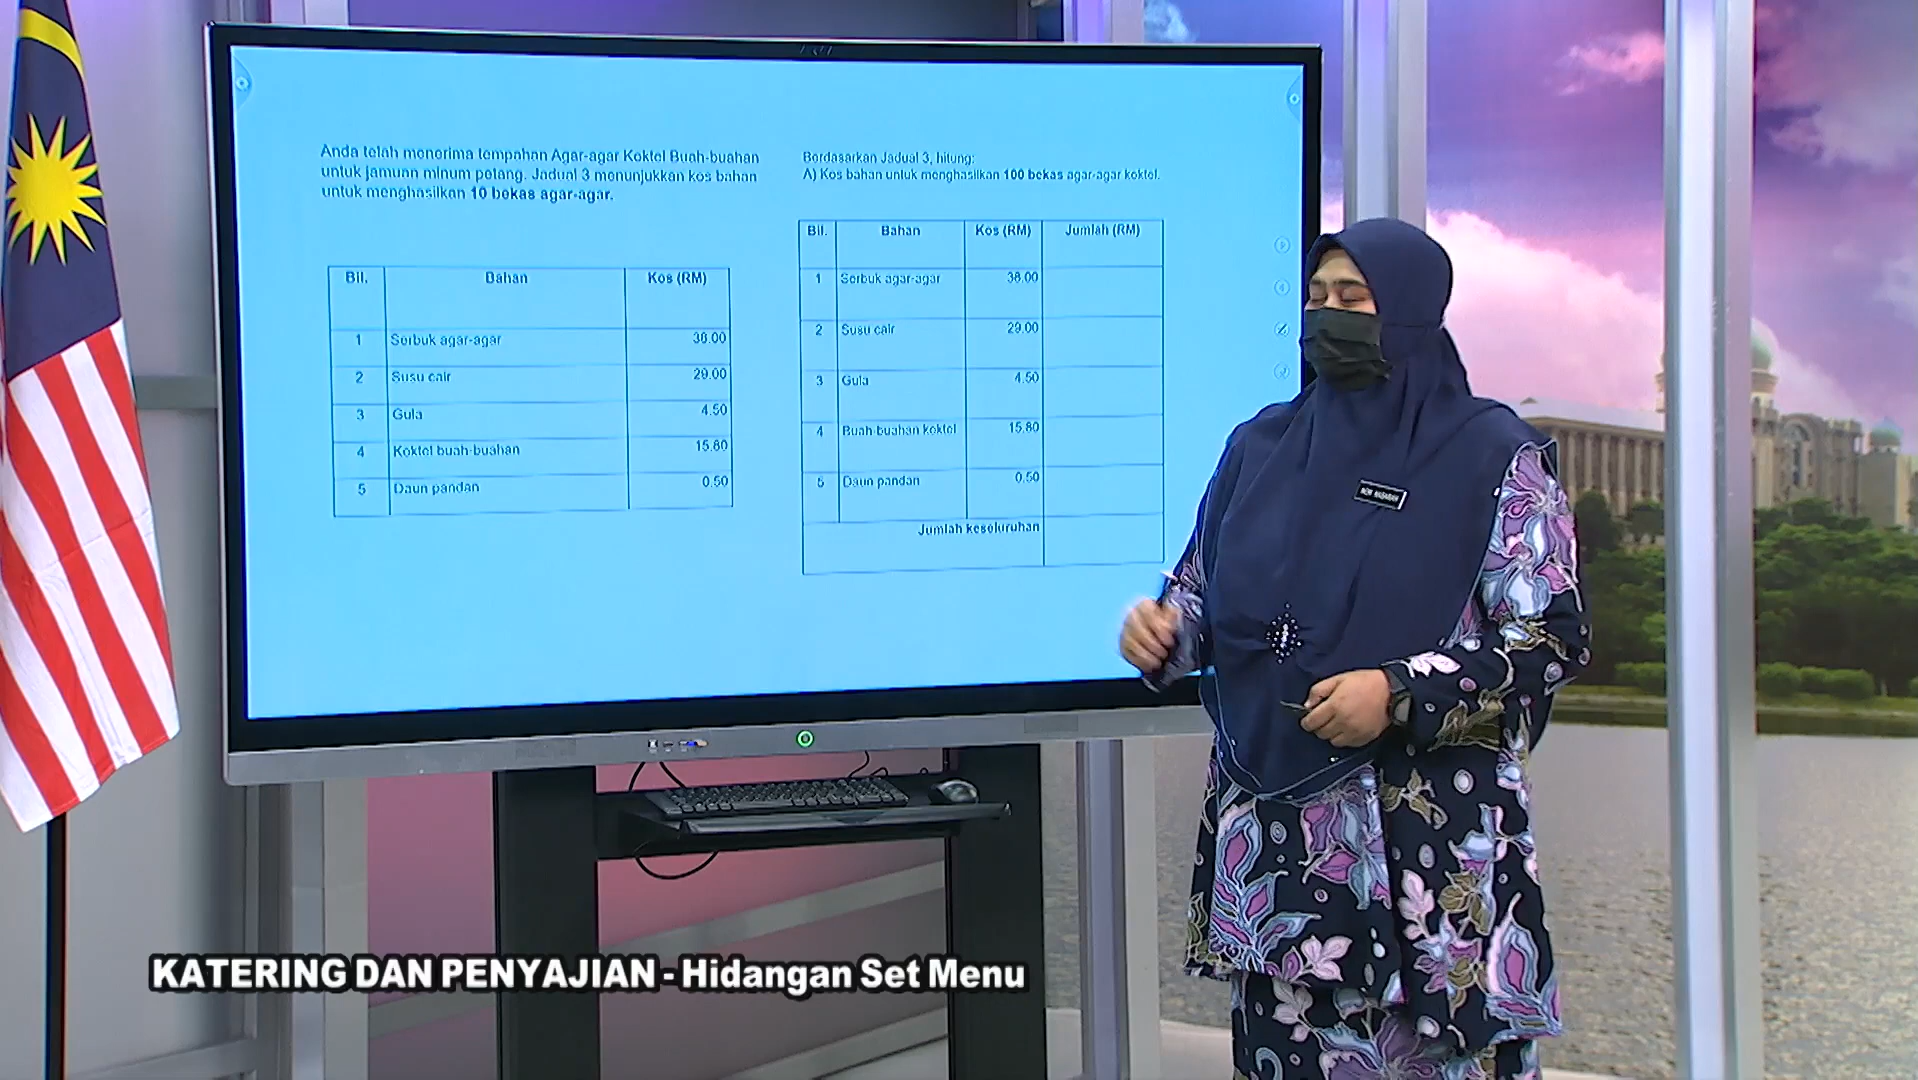 Anda telah menerima tempahan Agar-agar Koktel Buah-buahan
untuk jamuan minum petang. Jadual 3 menunjukkan kos bahan
untuk menghasilkan 10 bekas agar-agar.
Bil. Bahan Kos (RM)
1 Serbuk agar-agar 38.00
2 Susu cair 29.00
3 Gula 4.50
4 Koktel buah-buahan 15.80
5 Daun pandan 0.50
Berdasarkan Jadual 3, hitung:
A) Kos bahan untuk menghasilkan 100 bekas agar-agar koktel.
Bil. Bahan Kos (RM) Jumlah (RM)
1 Serbuk agar-agar 38.00
2 Susu cair 29.00
3 Gula 4.50
4 Buah-buahan koktel 15.80
5 Daun pandan 0.50
Jumlah keseluruhan
KATERING DAN PENYAJIAN - Hidangan Set Menu